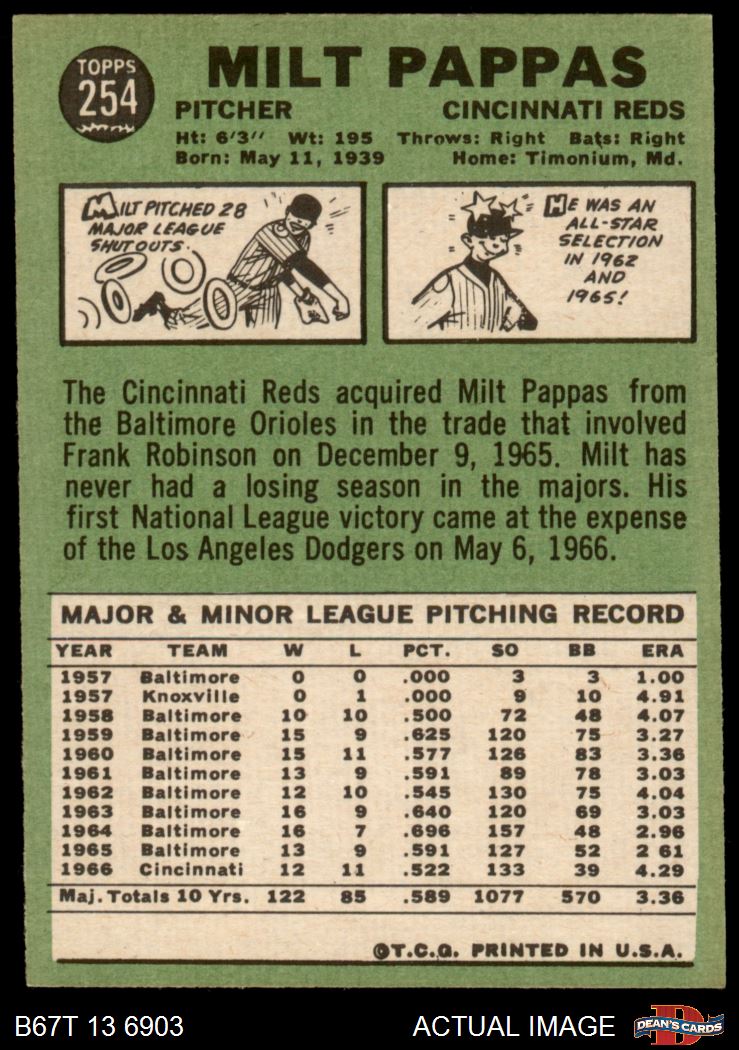 TOPPS
254
MILT PAPPAS
PITCHER CINCINNATI REDS
Ht: 6'3" Wt: 195 Throws: Right Bats: Right
Born: May 11, 1939 Home: Timonium, Md.
MILT PITCHED 28
MAJOR LEAGUE
SHUTOUTS.
HE WAS AN
ALL-STAR
SELECTION
IN 1962
AND
1965!
The Cincinnati Reds acquired Milt Pappas from
the Baltimore Orioles in the trade that involved
Frank Robinson on December 9, 1965. Milt has
never had a losing season in the majors. His
first National League victory came at the expense
of the Los Angeles Dodgers on May 6, 1966.
MAJOR & MINOR LEAGUE PITCHING RECORD
YEAR TEAM W L PCT. SO BB ERA
1957 Baltimore 0 0 .000 3 3 1.00
1957 Knoxville 0 1 .000 9 10 4.91
1958 Baltimore 10 10 .500 72 48 4.07
1959 Baltimore 15 9 .625 120 75 3.27
1960 Baltimore 15 11 .577 126 83 3.36
1961 Baltimore 13 9 .591 89 78 3.03
1962 Baltimore 12 10 .545 130 75 4.04
1963 Baltimore 16 9 .640 120 69 3.03
1964 Baltimore 16 7 .696 157 48 2.96
1965 Baltimore 13 9 .591 127 52 2 61
1966 Cincinnati 12 11 .522 133 39 4.29
Maj. Totals 10 Yrs. 122 85 .589 1077 570 3.36
©T.C.G. PRINTED IN U.S.A.
B67T 13 6903 ACTUAL IMAGE
D
DEAN'S CARDS